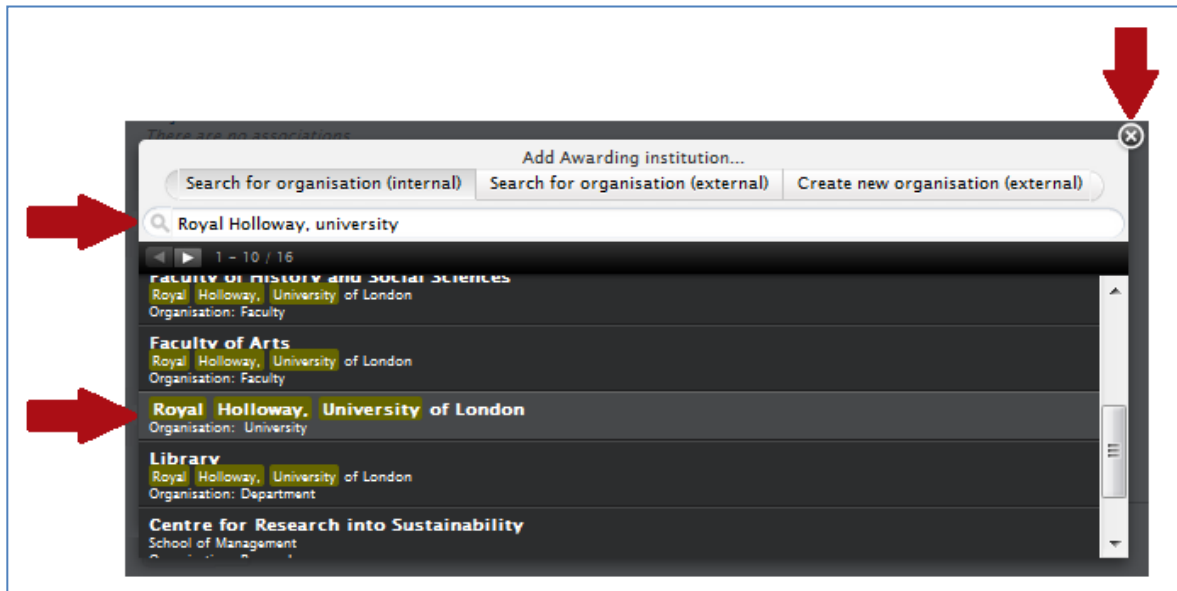 There are no associations
Add Awarding institution...
Search for organisation (internal) Search for organisation (external) Create new organisation (external)
Royal Holloway, university
1 – 10 / 16
Faculty of History and Social Sciences
Royal Holloway, University of London
Organisation: Faculty
Faculty of Arts
Royal Holloway, University of London
Organisation: Faculty
Royal Holloway, University of London
Organisation: University
Library
Royal Holloway, University of London
Organisation: Department
Centre for Research into Sustainability
School of Management